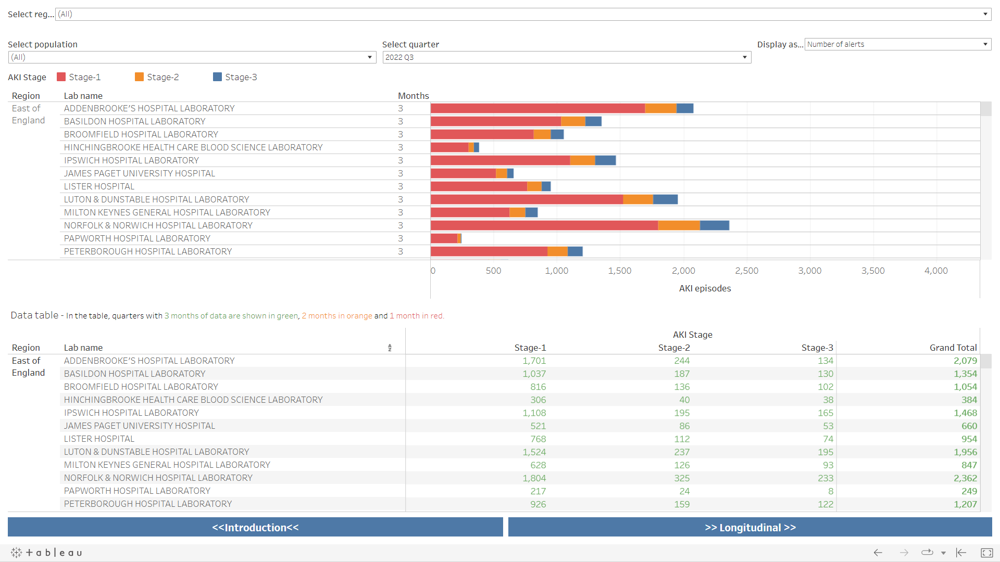 Select reg... (All)
Select population
(All)
Select quarter
2022 Q3
Display as... Number of alerts
AKI Stage Stage-1 Stage-2 Stage-3
Region Lab name Months
East of England
ADDENBROOKE'S HOSPITAL LABORATORY 3
BASILDON HOSPITAL LABORATORY 3
BROOMFIELD HOSPITAL LABORATORY 3
HINCHINGBROOKE HEALTH CARE BLOOD SCIENCE LABORATORY 3
IPSWICH HOSPITAL LABORATORY 3
JAMES PAGET UNIVERSITY HOSPITAL 3
LISTER HOSPITAL 3
LUTON & DUNSTABLE HOSPITAL LABORATORY 3
MILTON KEYNES GENERAL HOSPITAL LABORATORY 3
NORFOLK & NORWICH HOSPITAL LABORATORY 3
PAPWORTH HOSPITAL LABORATORY 3
PETERBOROUGH HOSPITAL LABORATORY 3
0 500 1,000 1,500 2,000 2,500 3,000 3,500 4,000
AKI episodes
Data table - In the table, quarters with 3 months of data are shown in green, 2 months in orange and 1 month in red.
AKI Stage
Region Lab name Stage-1 Stage-2 Stage-3 Grand Total
East of England
ADDENBROOKE'S HOSPITAL LABORATORY 1,701 244 134 2,079
BASILDON HOSPITAL LABORATORY 1,037 187 130 1,354
BROOMFIELD HOSPITAL LABORATORY 816 136 102 1,054
HINCHINGBROOKE HEALTH CARE BLOOD SCIENCE LABORATORY 306 40 38 384
IPSWICH HOSPITAL LABORATORY 1,108 195 165 1,468
JAMES PAGET UNIVERSITY HOSPITAL 521 86 53 660
LISTER HOSPITAL 768 112 74 954
LUTON & DUNSTABLE HOSPITAL LABORATORY 1,524 237 195 1,956
MILTON KEYNES GENERAL HOSPITAL LABORATORY 628 126 93 847
NORFOLK & NORWICH HOSPITAL LABORATORY 1,804 325 233 2,362
PAPWORTH HOSPITAL LABORATORY 217 24 8 249
PETERBOROUGH HOSPITAL LABORATORY 926 159 122 1,207
<<Introduction<<
>> Longitudinal >>
+ a b l e a u